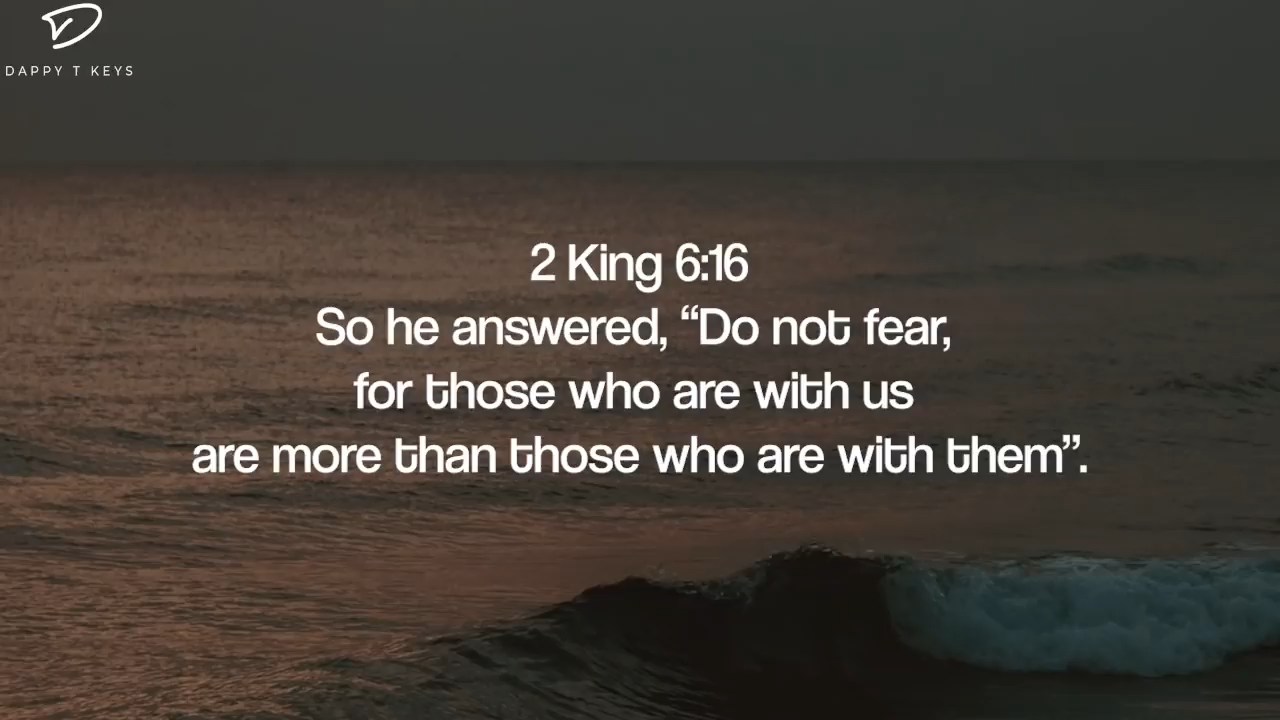 DAPPY T KEYS
2 King 6:16
So he answered, “Do not fear,
for those who are with us
are more than those who are with them”.